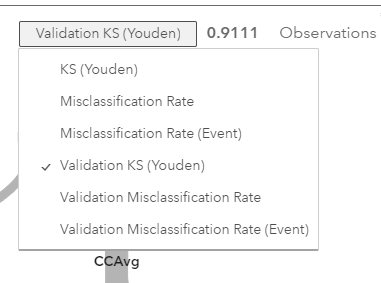 Validation KS (Youden) 0.9111 Observations
KS (Youden)
Misclassification Rate
Misclassification Rate (Event)
Validation KS (Youden)
Validation Misclassification Rate
Validation Misclassification Rate (Event)
CCAvg